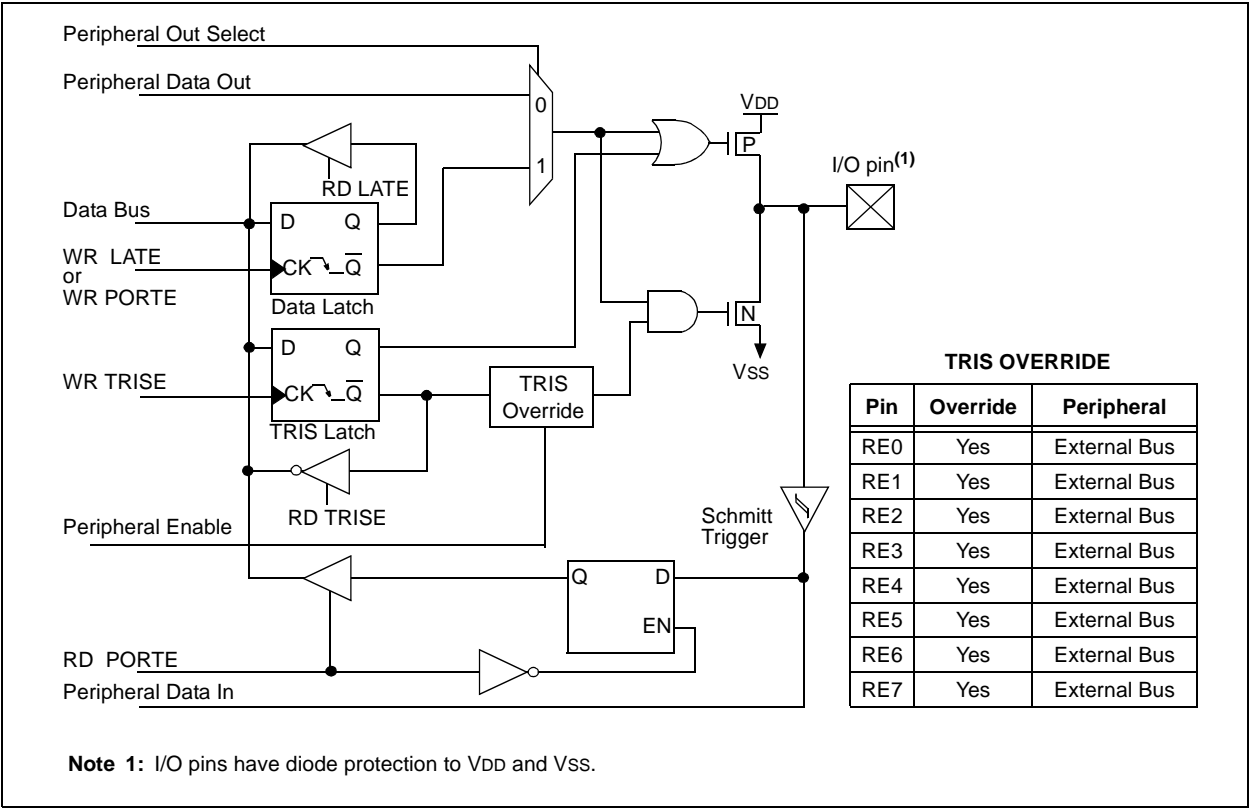 Peripheral Out Select
Peripheral Data Out
0
1
VDD
P
I/O pin(1)
RD LATE
Data Bus
D Q
WR LATE
or
WR PORTE
CK Q̅
Data Latch
N
VSS
D Q
WR TRISE
CK Q̅
TRIS Latch
TRIS
Override
RD TRISE
Peripheral Enable
Schmitt
Trigger
Q D
EN
RD PORTE
Peripheral Data In
TRIS OVERRIDE
Pin Override Peripheral
RE0 Yes External Bus
RE1 Yes External Bus
RE2 Yes External Bus
RE3 Yes External Bus
RE4 Yes External Bus
RE5 Yes External Bus
RE6 Yes External Bus
RE7 Yes External Bus
Note 1: I/O pins have diode protection to VDD and VSS.